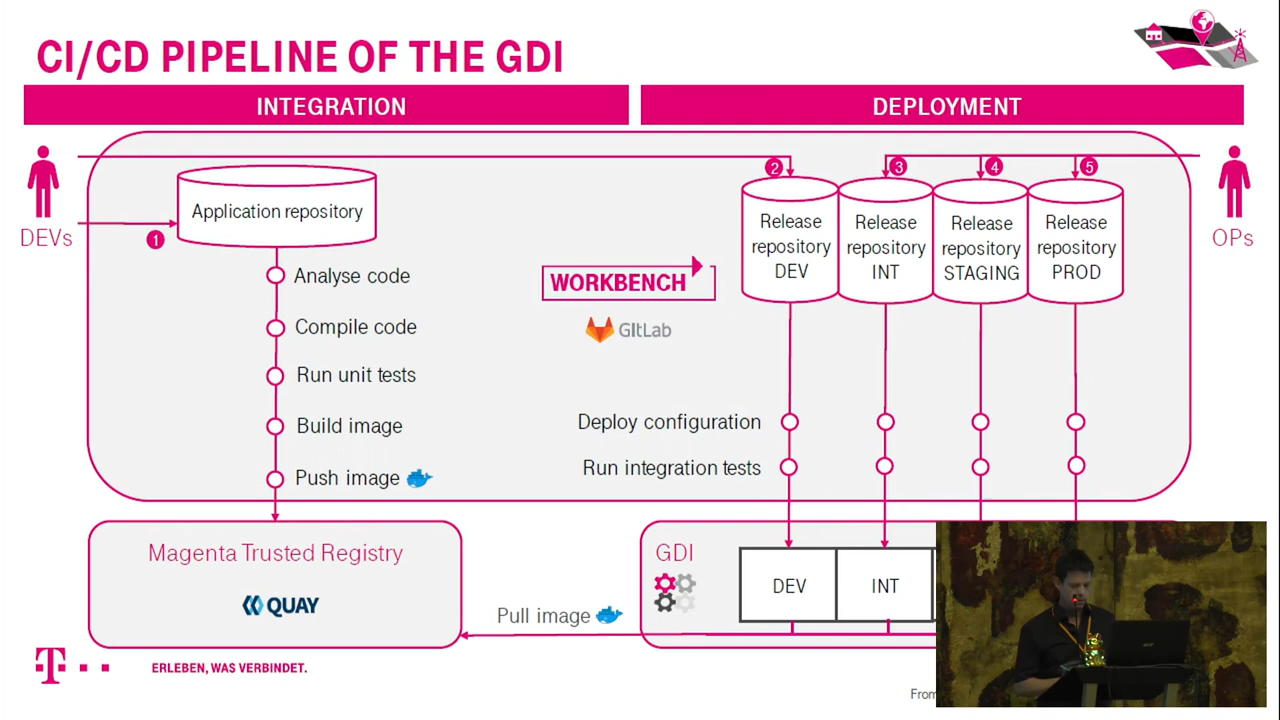 CI/CD PIPELINE OF THE GDI
INTEGRATION
DEPLOYMENT
DEVs
1
Application repository
Analyse code
Compile code
Run unit tests
Build image
Push image
WORKBENCH
GitLab
2
3
4
5
OPs
Release
repository
DEV
Release
repository
INT
Release
repository
STAGING
Release
repository
PROD
Deploy configuration
Run integration tests
Magenta Trusted Registry
QUAY
Pull image
GDI
DEV
INT
T
ERLEBEN, WAS VERBINDET.
From